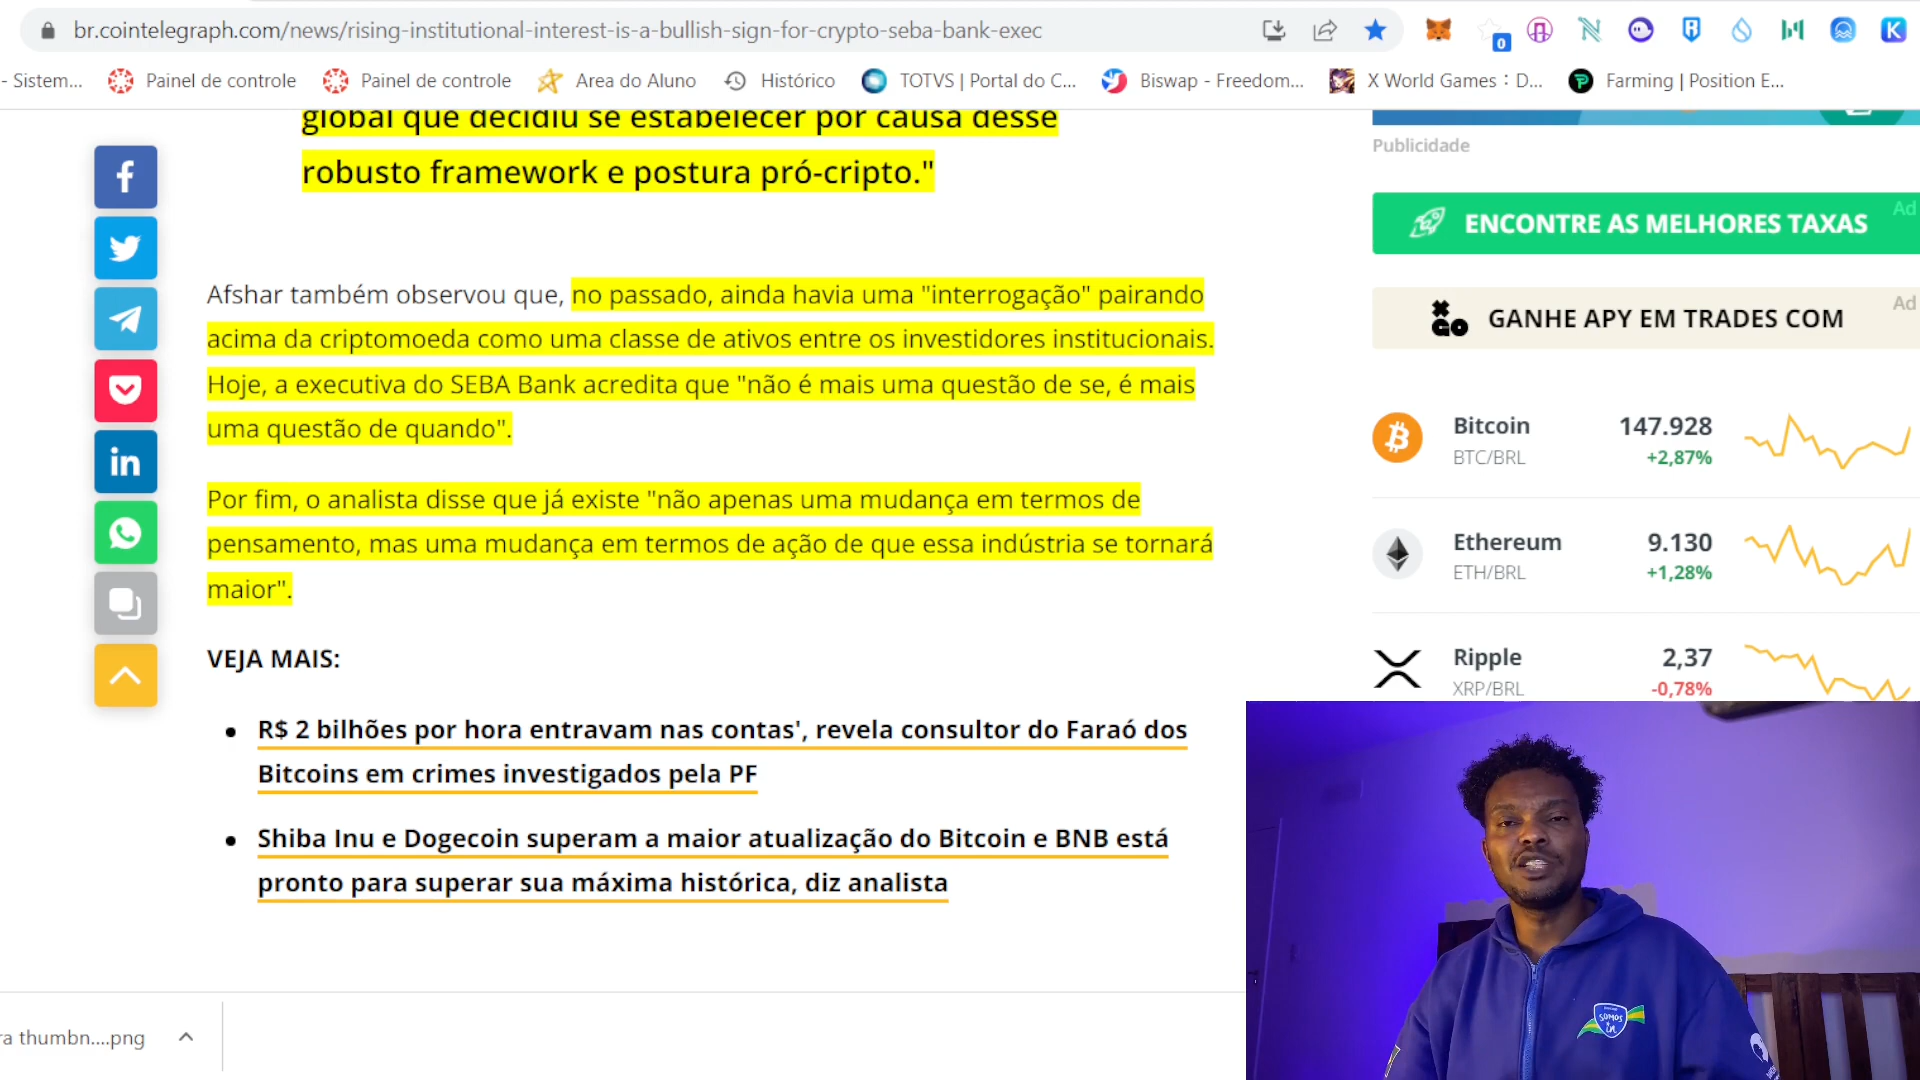 br.cointelegraph.com/news/rising-institutional-interest-is-a-bullish-sign-for-crypto-seba-bank-exec
0
- Sistem...
Painel de controle
Painel de controle
Area do Aluno
Histórico
TOTVS | Portal do C...
Biswap - Freedom...
X World Games : D...
Farming | Position E...
global que decidiu se estabelecer por causa desse
robusto framework e postura pró-cripto."
Afshar também observou que, no passado, ainda havia uma "interrogação" pairando
acima da criptomoeda como uma classe de ativos entre os investidores institucionais.
Hoje, a executiva do SEBA Bank acredita que "não é mais uma questão de se, é mais
uma questão de quando".
Por fim, o analista disse que já existe "não apenas uma mudança em termos de
pensamento, mas uma mudança em termos de ação de que essa indústria se tornará
maior".
VEJA MAIS:
R$ 2 bilhões por hora entravam nas contas', revela consultor do Faraó dos
Bitcoins em crimes investigados pela PF
Shiba Inu e Dogecoin superam a maior atualização do Bitcoin e BNB está
pronto para superar sua máxima histórica, diz analista
Publicidade
ENCONTRE AS MELHORES TAXAS
Ad
GANHE APY EM TRADES COM
Ad
Bitcoin 147.928
BTC/BRL +2,87%
Ethereum 9.130
ETH/BRL +1,28%
Ripple 2,37
XRP/BRL -0,78%
ra thumbn....png
SOMOS